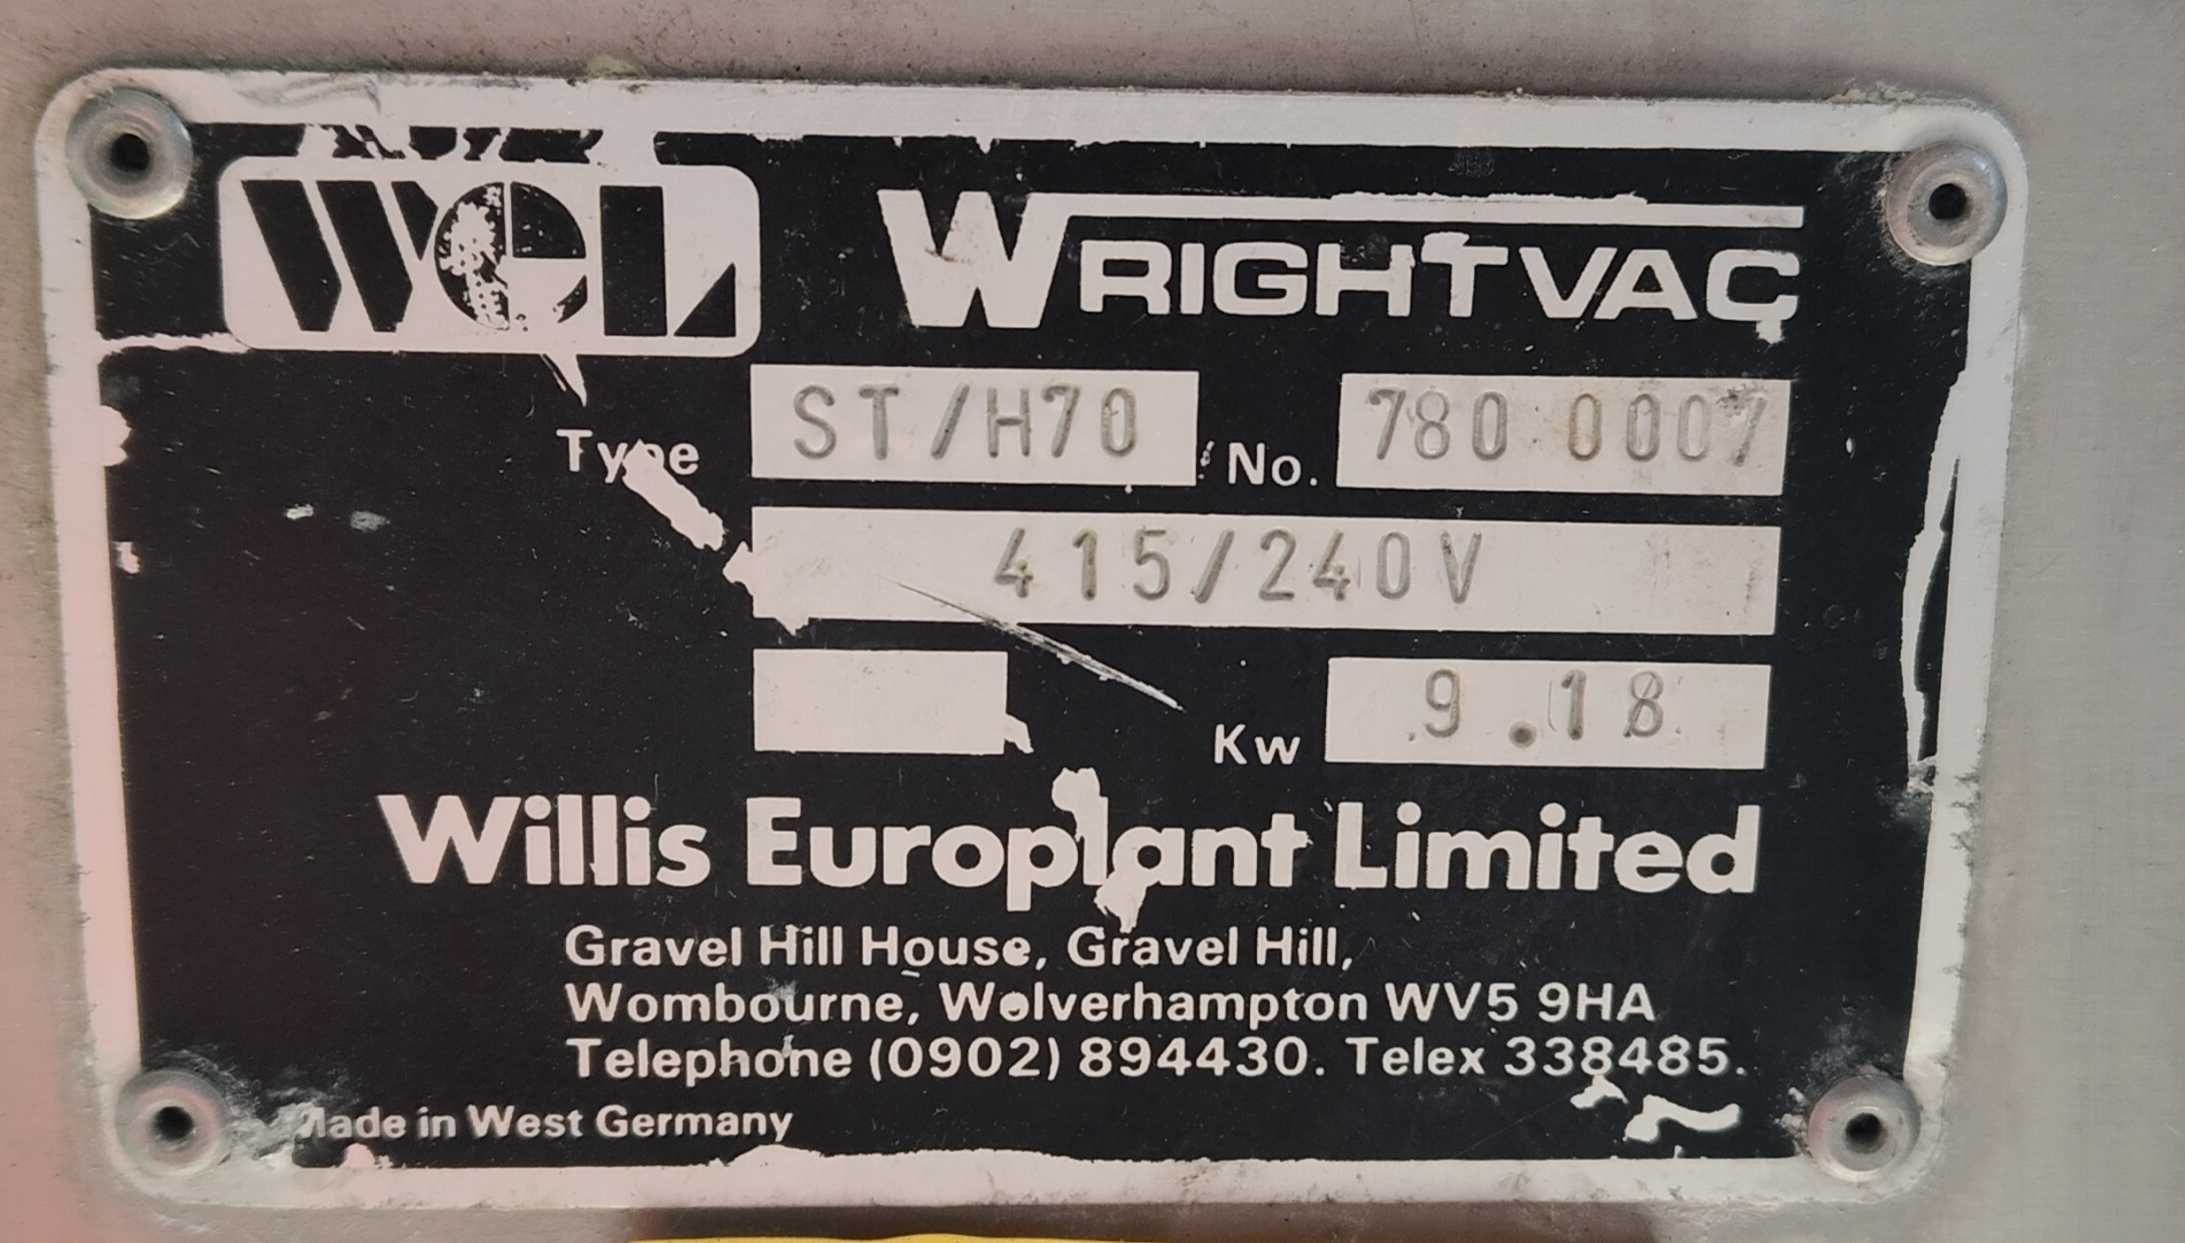 WEL WRIGHTVAC
Type ST/H70 No. 780 0007
415/240V
Kw 9.18
Willis Europlant Limited
Gravel Hill House, Gravel Hill,
Wombourne, Wolverhampton WV5 9HA
Telephone (0902) 894430. Telex 338485.
Made in West Germany